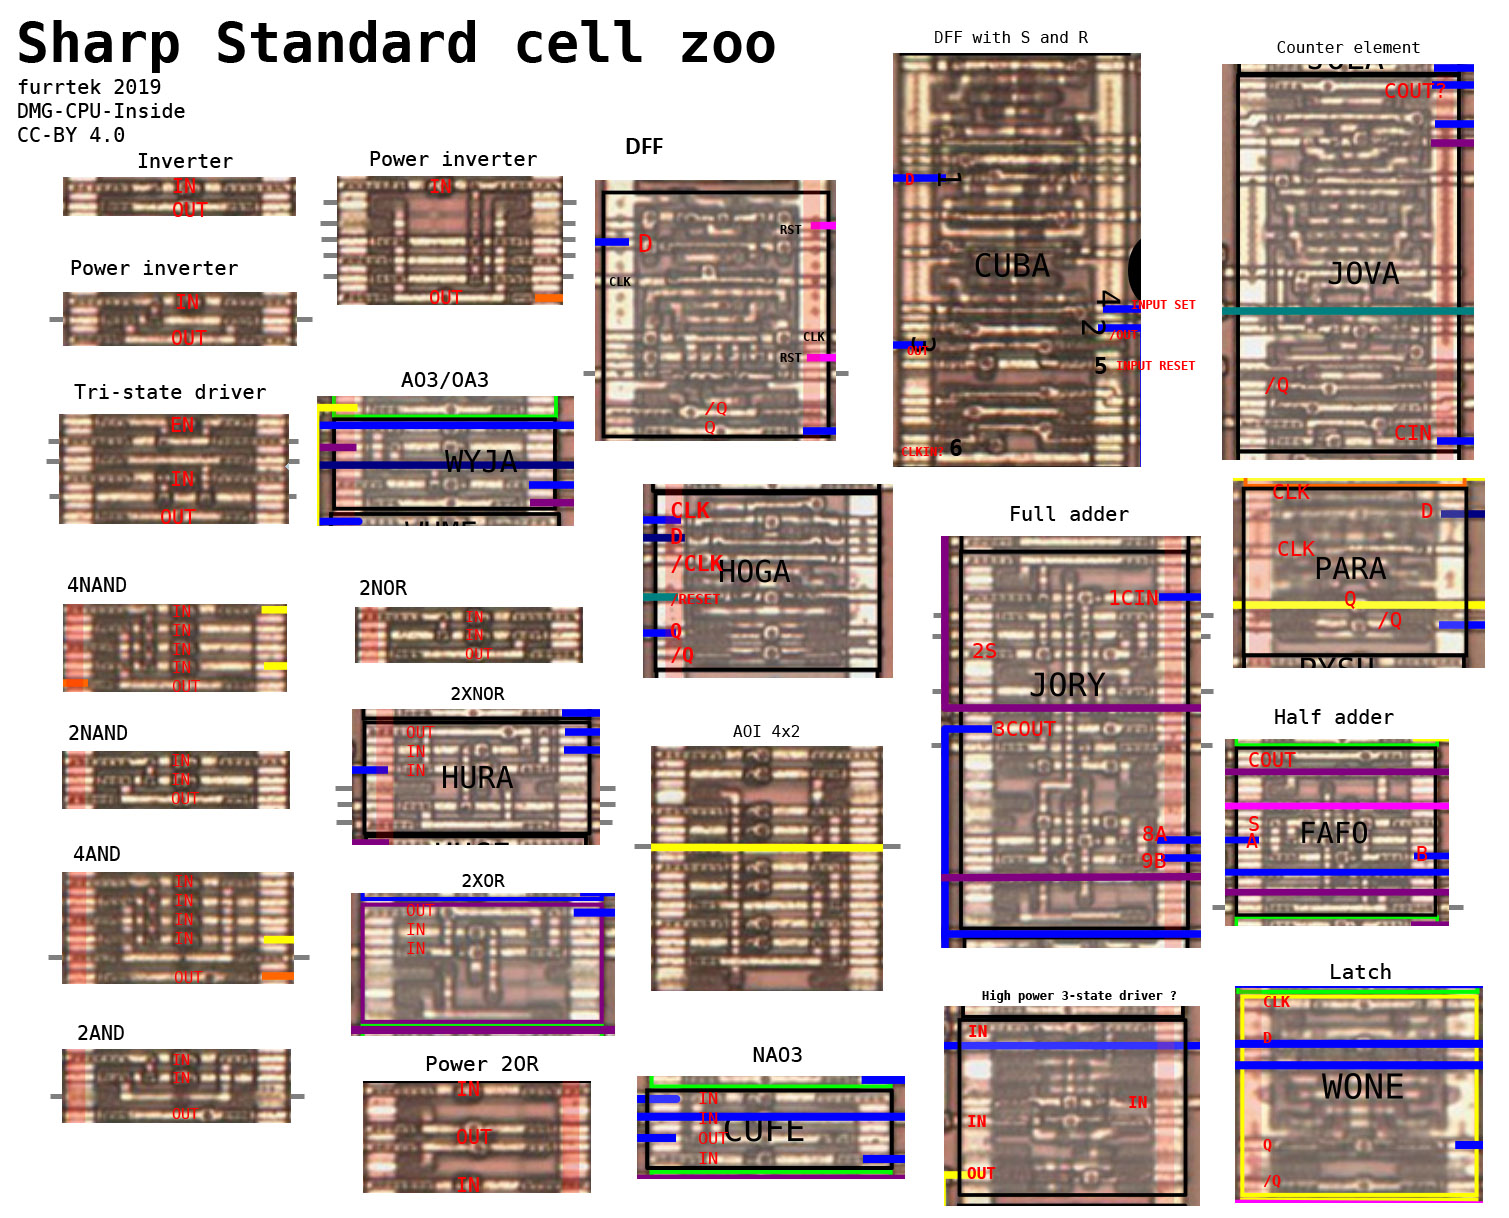 Sharp Standard cell zoo
furrtek 2019
DMG-CPU-Inside
CC-BY 4.0
Inverter
IN
OUT
Power inverter
IN
OUT
Power inverter
IN
OUT
Tri-state driver
EN
IN
OUT
AO3/OA3
WYJA
DFF
D
RST
CLK
CLK
RST
/Q
Q
DFF with S and R
D
1
CUBA
4
INPUT SET
2
/OUT
3
OUT
5 INPUT RESET
CLKIN? 6
Counter element
COUT?
JOVA
/Q
CIN
4NAND
IN
IN
IN
IN
OUT
2NOR
IN
IN
OUT
CLK
D
/CLK
HOGA
/RESET
Q
/Q
Full adder
1CIN
2S
JORY
3COUT
8A
9B
CLK
D
CLK
PARA
Q
/Q
2NAND
IN
IN
OUT
2XNOR
OUT
IN
IN
HURA
AOI 4x2
Half adder
COUT
S
A
FAFO
B
4AND
IN
IN
IN
IN
OUT
2XOR
OUT
IN
IN
2AND
IN
IN
OUT
Power 2OR
IN
OUT
IN
NAO3
IN
IN
OUT
CUFE
IN
High power 3-state driver ?
IN
IN
IN
OUT
Latch
CLK
D
WONE
Q
/Q